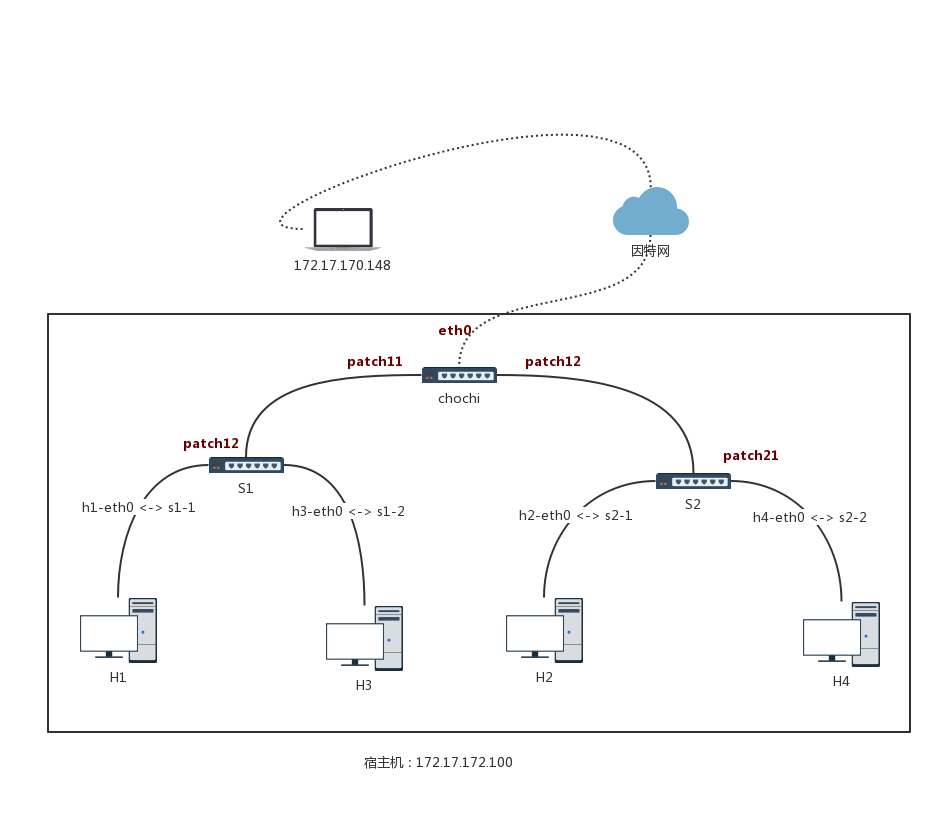 因特网
172.17.170.148
eth0
patch11
patch12
chochi
patch12
patch21
S1
S2
h1-eth0 <-> s1-1
h3-eth0 <-> s1-2
h2-eth0 <-> s2-1
h4-eth0 <-> s2-2
H1
H3
H2
H4
宿主机 : 172.17.172.100